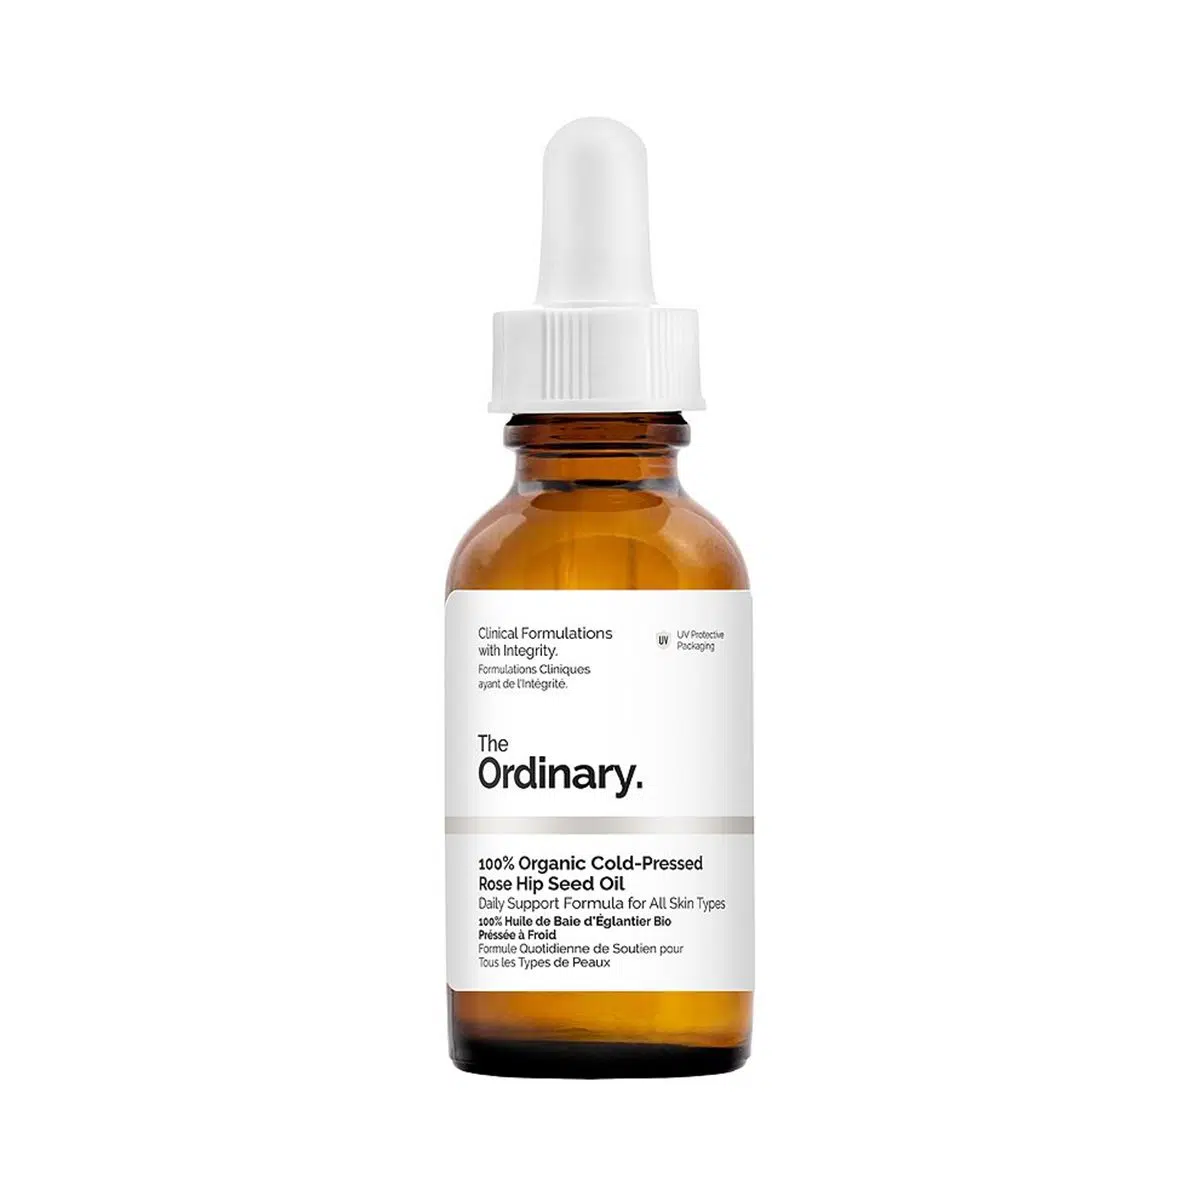 Clinical Formulations
with Integrity.
Formulations Cliniques
ayant de l'Intégrité.
UV
UV Protective
Packaging
The
Ordinary.
100% Organic Cold-Pressed
Rose Hip Seed Oil
Daily Support Formula for All Skin Types
100% Huile de Baie d'Églantier Bio
Préssée à Froid
Formule Quotidienne de Soutien pour
Tous les Types de Peaux